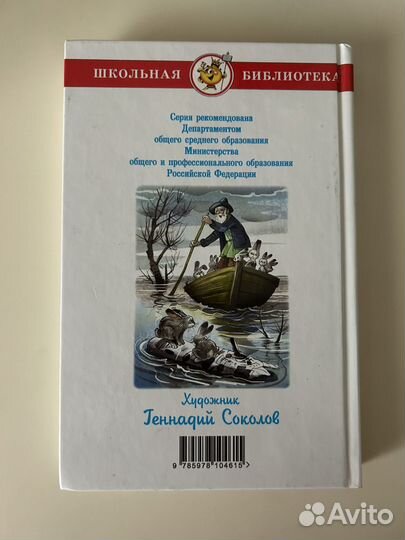 ШКОЛЬНАЯ БИБЛИОТЕКА
Серия рекомендована
Департаментом
общего среднего образования
Министерства
общего и профессионального образования
Российской Федерации
Художник
Геннадий Соколов
9 785978 104615 >
Avito